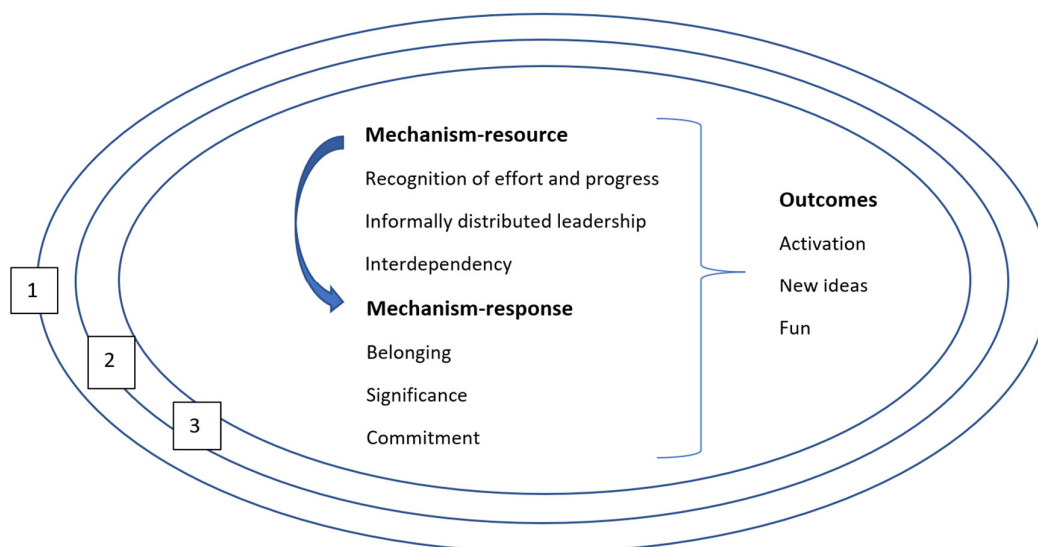 Mechanism-resource
Recognition of effort and progress
Informally distributed leadership
Interdependency
Mechanism-response
Belonging
Significance
Commitment
Outcomes
Activation
New ideas
Fun
1
2
3